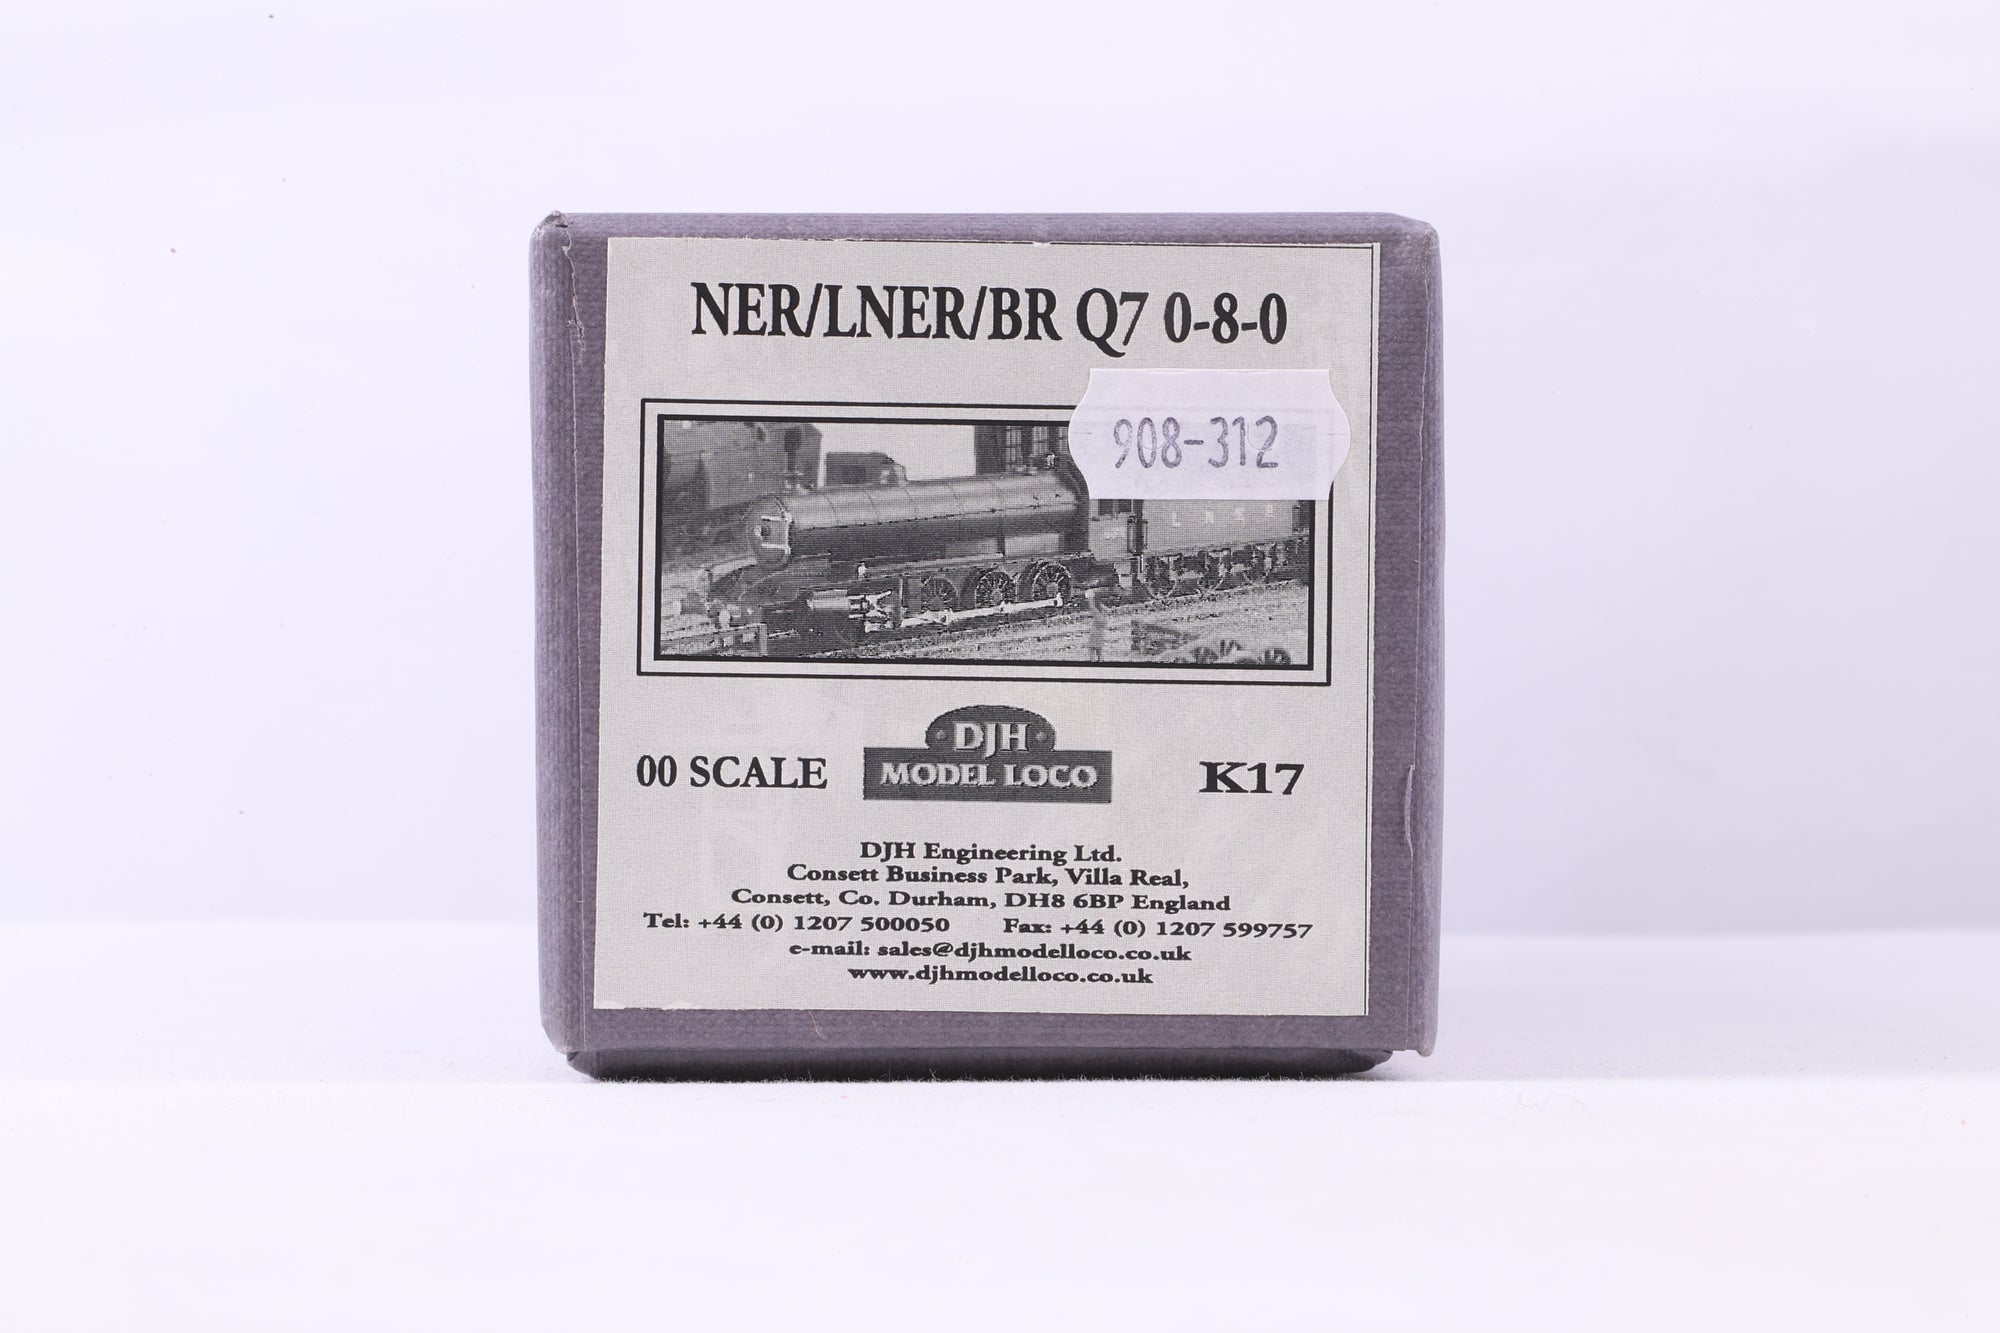 NER/LNER/BR Q7 0-8-0
908-312
L N E R
00 SCALE
DJH
MODEL LOCO
K17
DJH Engineering Ltd.
Consett Business Park, Villa Real,
Consett, Co. Durham, DH8 6BP England
Tel: +44 (0) 1207 500050 Fax: +44 (0) 1207 599757
e-mail: sales@djhmodelloco.co.uk
www.djhmodelloco.co.uk